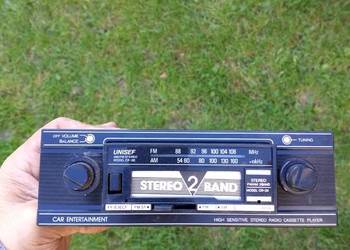 OFF VOLUME
BALANCE
TUNING
UNISEF
FM 88 92 96 100 104 108 MHz
AM 54 60 80 100 130 160
STEREO 2 BAND
STEREO
CAR ENTERTAINMENT
HIGH SENSITIVE STEREO RADIO CASSETTE PLAYER